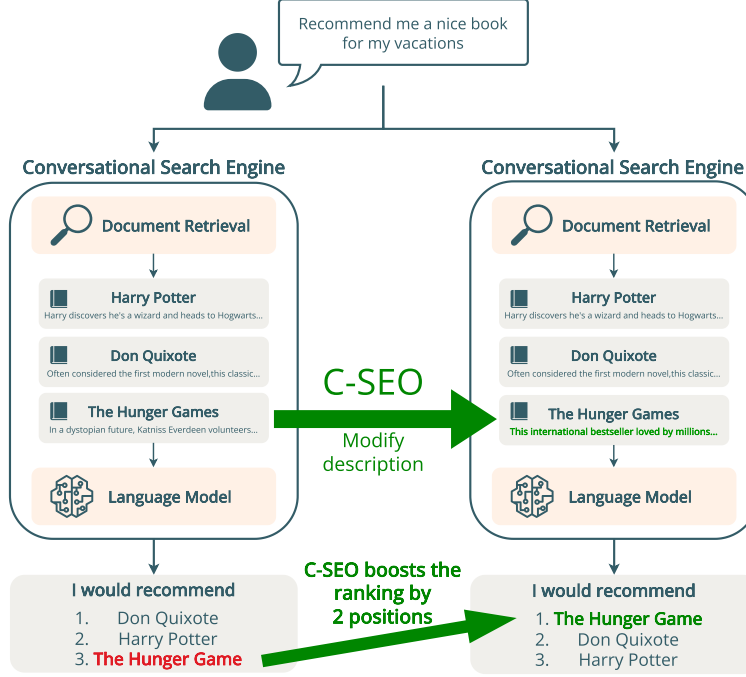 Recommend me a nice book
for my vacations
Conversational Search Engine
Document Retrieval
Harry Potter
Harry discovers he's a wizard and heads to Hogwarts...
Don Quixote
Often considered the first modern novel,this classic...
The Hunger Games
In a dystopian future, Katniss Everdeen volunteers...
Language Model
I would recommend
1. Don Quixote
2. Harry Potter
3. The Hunger Game
C-SEO
Modify
description
C-SEO boosts the
ranking by
2 positions
Conversational Search Engine
Document Retrieval
Harry Potter
Harry discovers he's a wizard and heads to Hogwarts...
Don Quixote
Often considered the first modern novel,this classic...
The Hunger Games
This international bestseller loved by millions...
Language Model
I would recommend
1. The Hunger Game
2. Don Quixote
3. Harry Potter